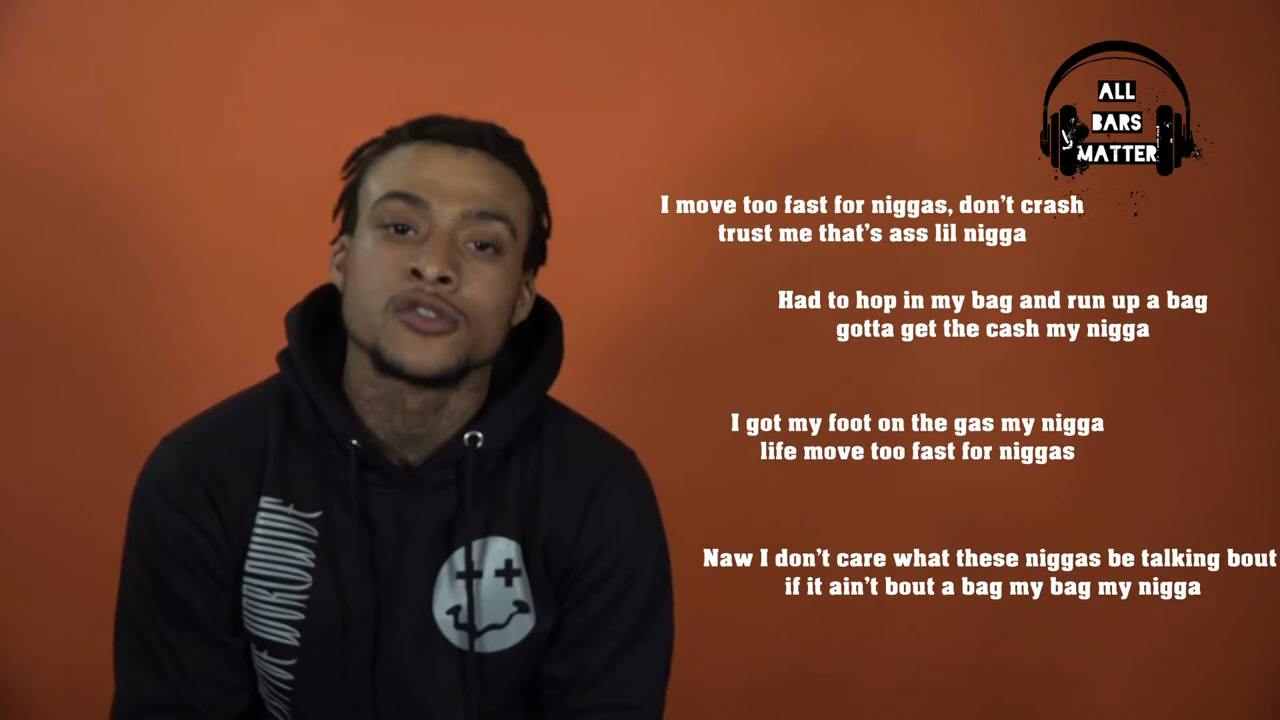 ALL
BARS
MATTER
I move too fast for niggas, don't crash
trust me that's ass lil nigga
Had to hop in my bag and run up a bag
gotta get the cash my nigga
I got my foot on the gas my nigga
life move too fast for niggas
Naw I don't care what these niggas be talking bout
if it ain't bout a bag my bag my nigga
WORLDWIDE